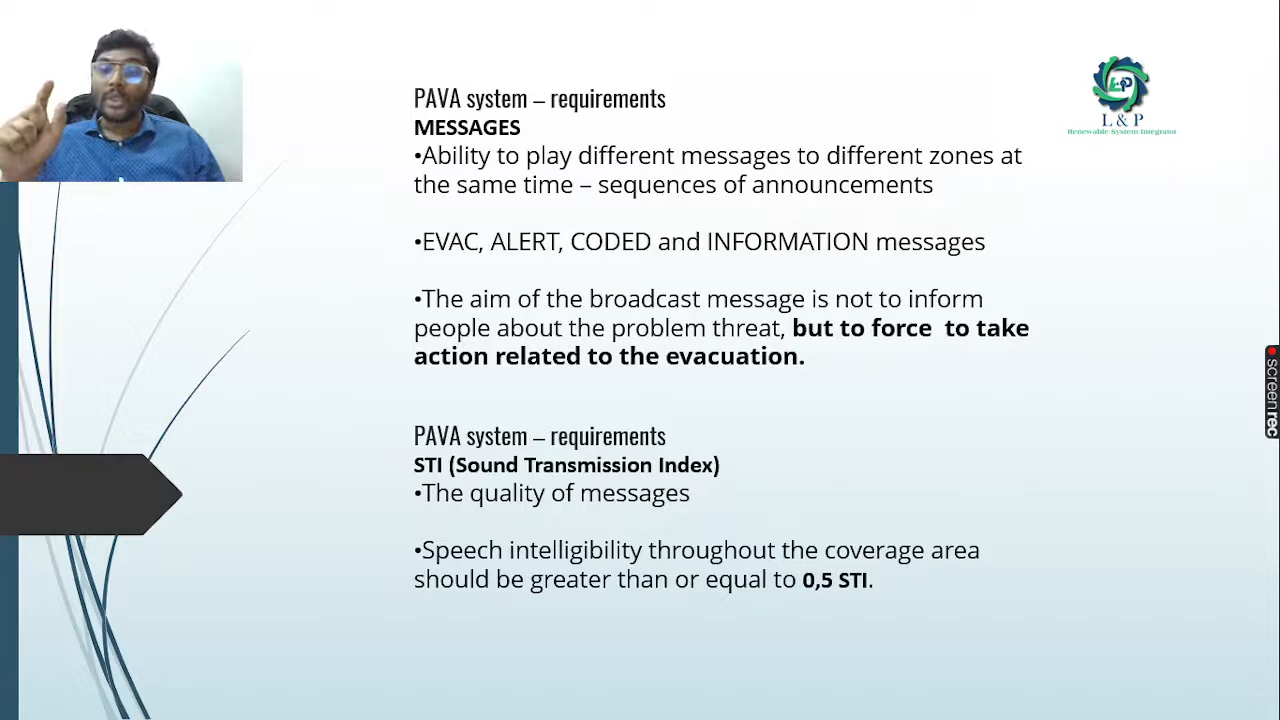 PAVA system – requirements
MESSAGES
•Ability to play different messages to different zones at
the same time – sequences of announcements
•EVAC, ALERT, CODED and INFORMATION messages
•The aim of the broadcast message is not to inform
people about the problem threat, but to force to take
action related to the evacuation.
PAVA system – requirements
STI (Sound Transmission Index)
•The quality of messages
•Speech intelligibility throughout the coverage area
should be greater than or equal to 0,5 STI.
L&P
L & P
Renewable System Integrator
screenrec